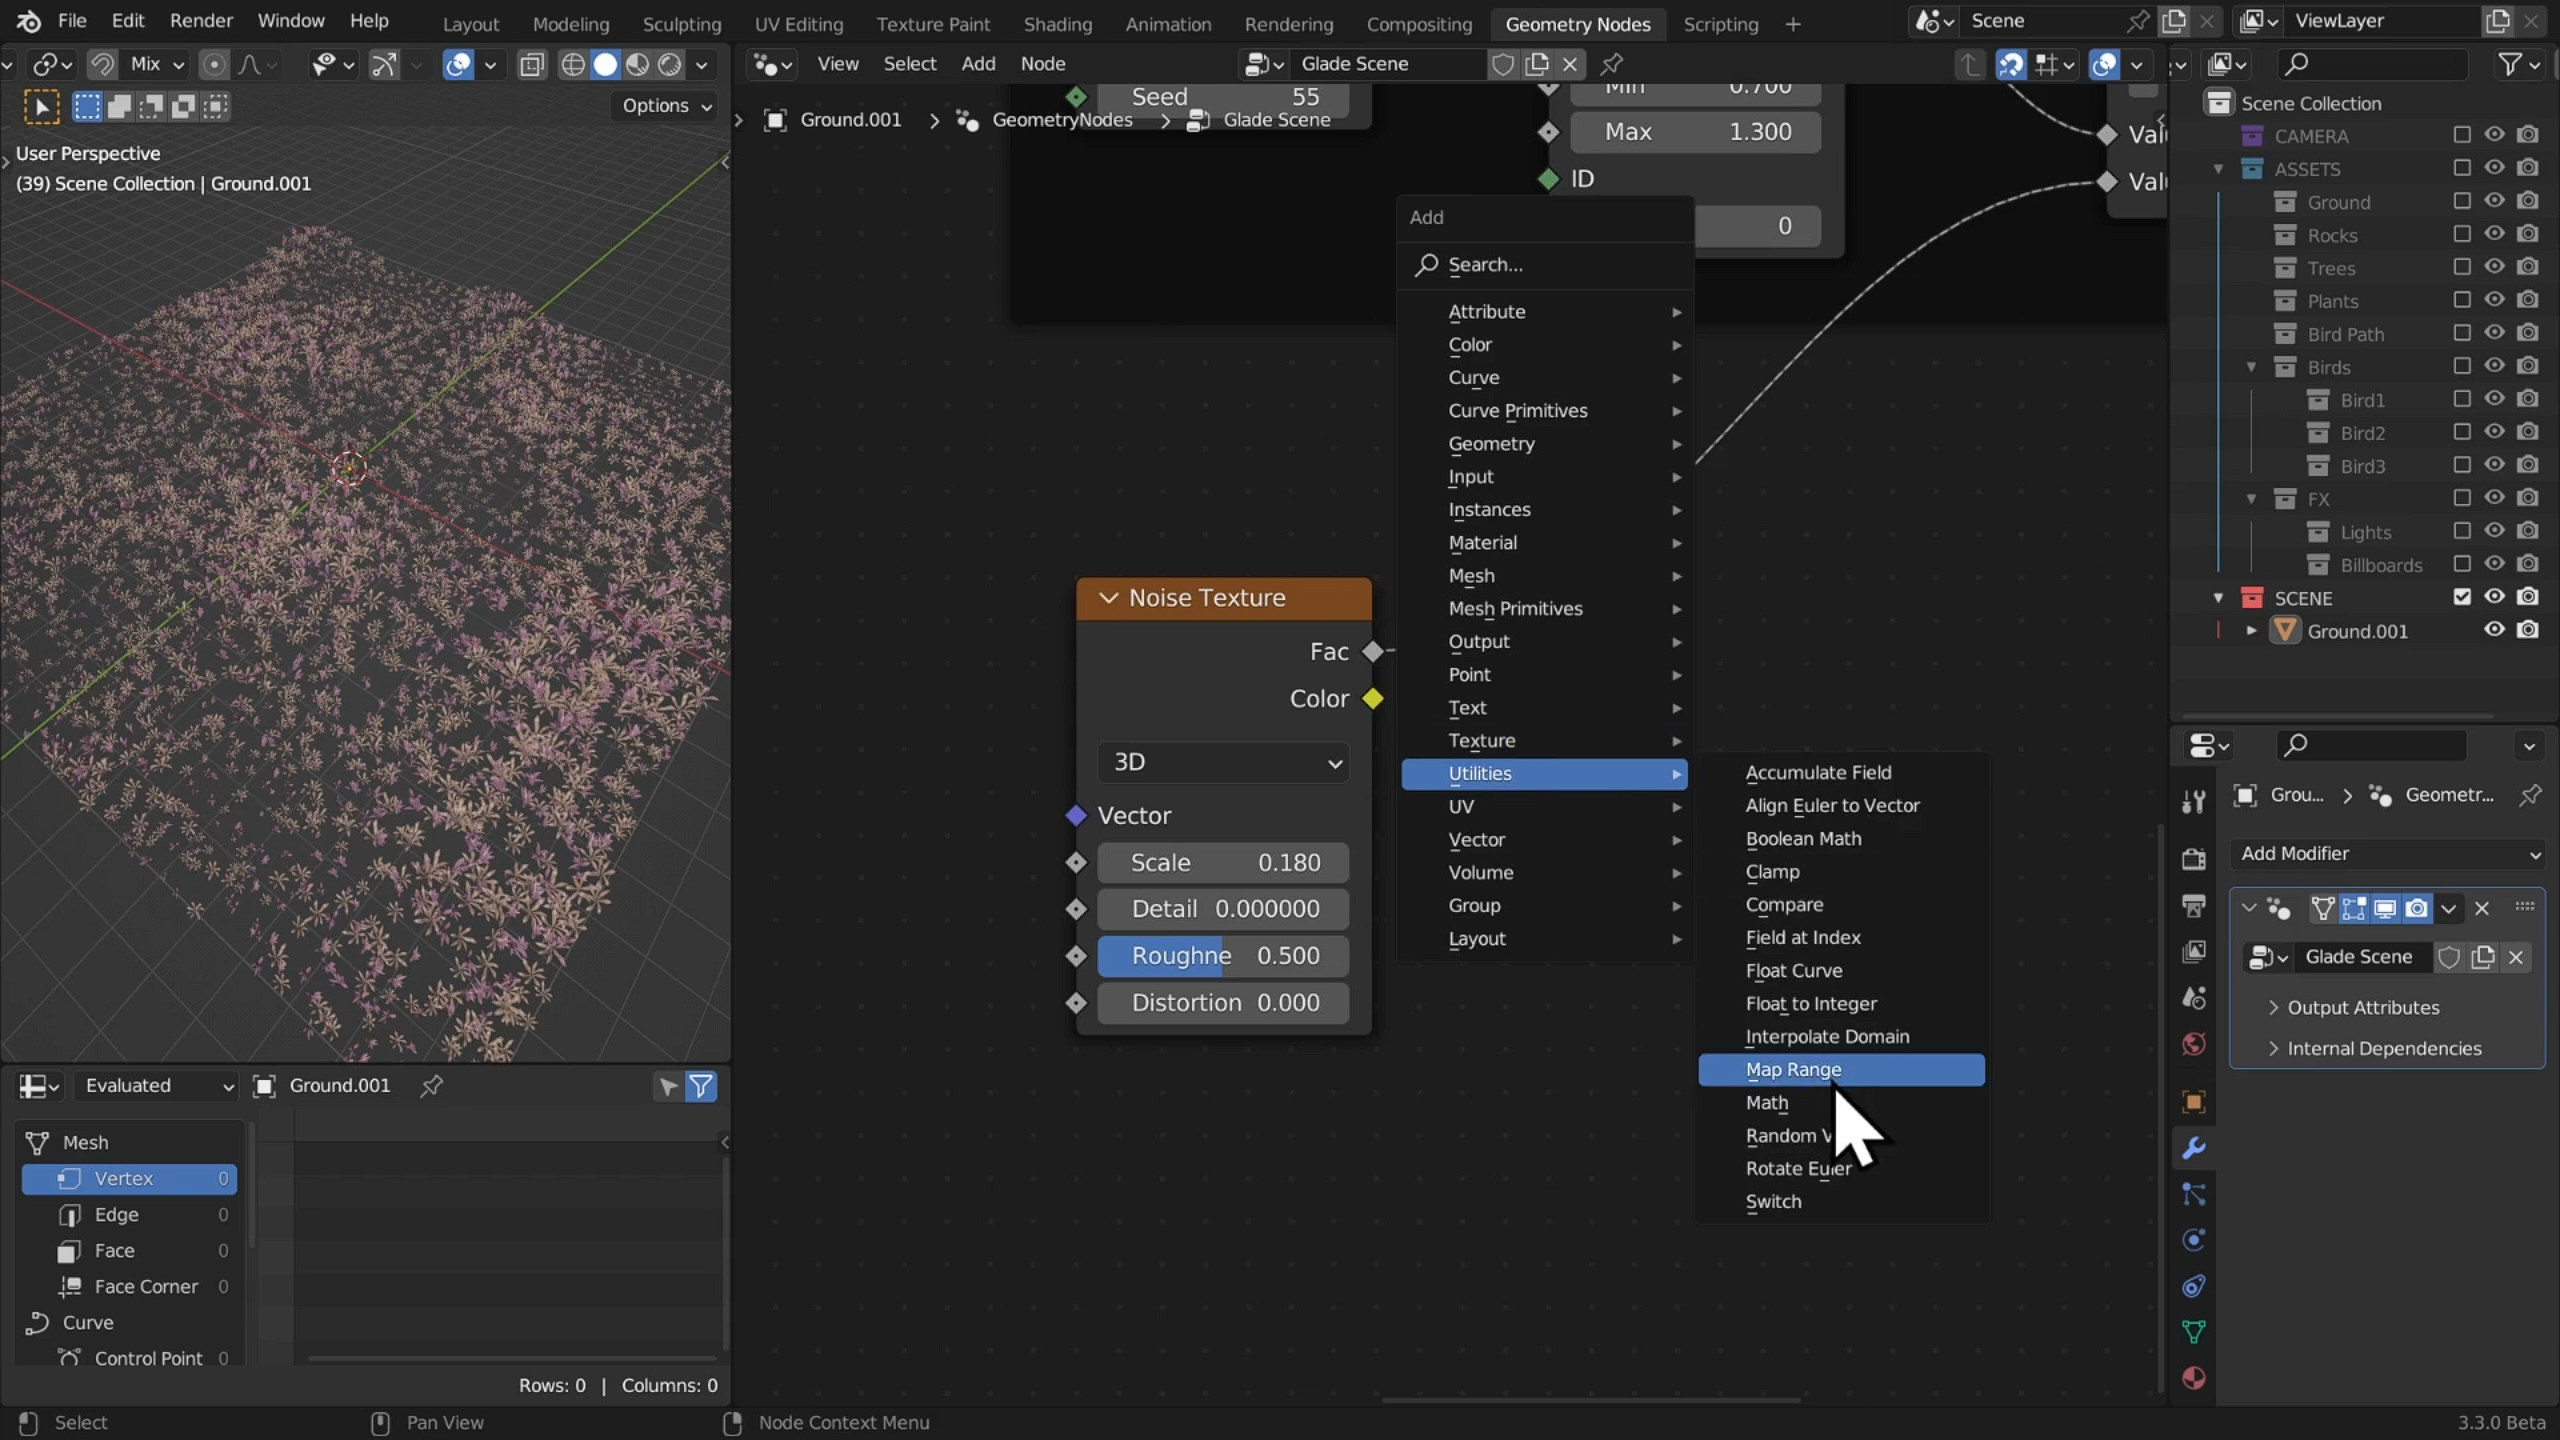 File Edit Render Window Help
Layout Modeling Sculpting UV Editing Texture Paint Shading Animation Rendering Compositing Geometry Nodes Scripting +
Scene
ViewLayer
Mix
View Select Add Node
Glade Scene
Options
Ground.001 > GeometryNodes > Glade Scene
User Perspective
(39) Scene Collection | Ground.001
Seed 55
Min 0.700
Max 1.300
ID
0
Val
Val
Add
Search...
Attribute
Color
Curve
Curve Primitives
Geometry
Input
Instances
Material
Mesh
Mesh Primitives
Output
Point
Text
Texture
Utilities
UV
Vector
Volume
Group
Layout
Accumulate Field
Align Euler to Vector
Boolean Math
Clamp
Compare
Field at Index
Float Curve
Float to Integer
Interpolate Domain
Map Range
Math
Random V
Rotate Euler
Switch
Noise Texture
Fac
Color
3D
Vector
Scale 0.180
Detail 0.000000
Roughne 0.500
Distortion 0.000
Scene Collection
CAMERA
ASSETS
Ground
Rocks
Trees
Plants
Bird Path
Birds
Bird1
Bird2
Bird3
FX
Lights
Billboards
SCENE
Ground.001
Grou... > Geometr...
Add Modifier
Glade Scene
Output Attributes
Internal Dependencies
Evaluated Ground.001
Mesh
Vertex 0
Edge 0
Face 0
Face Corner 0
Curve
Control Point 0
Rows: 0 | Columns: 0
Select Pan View Node Context Menu 3.3.0 Beta